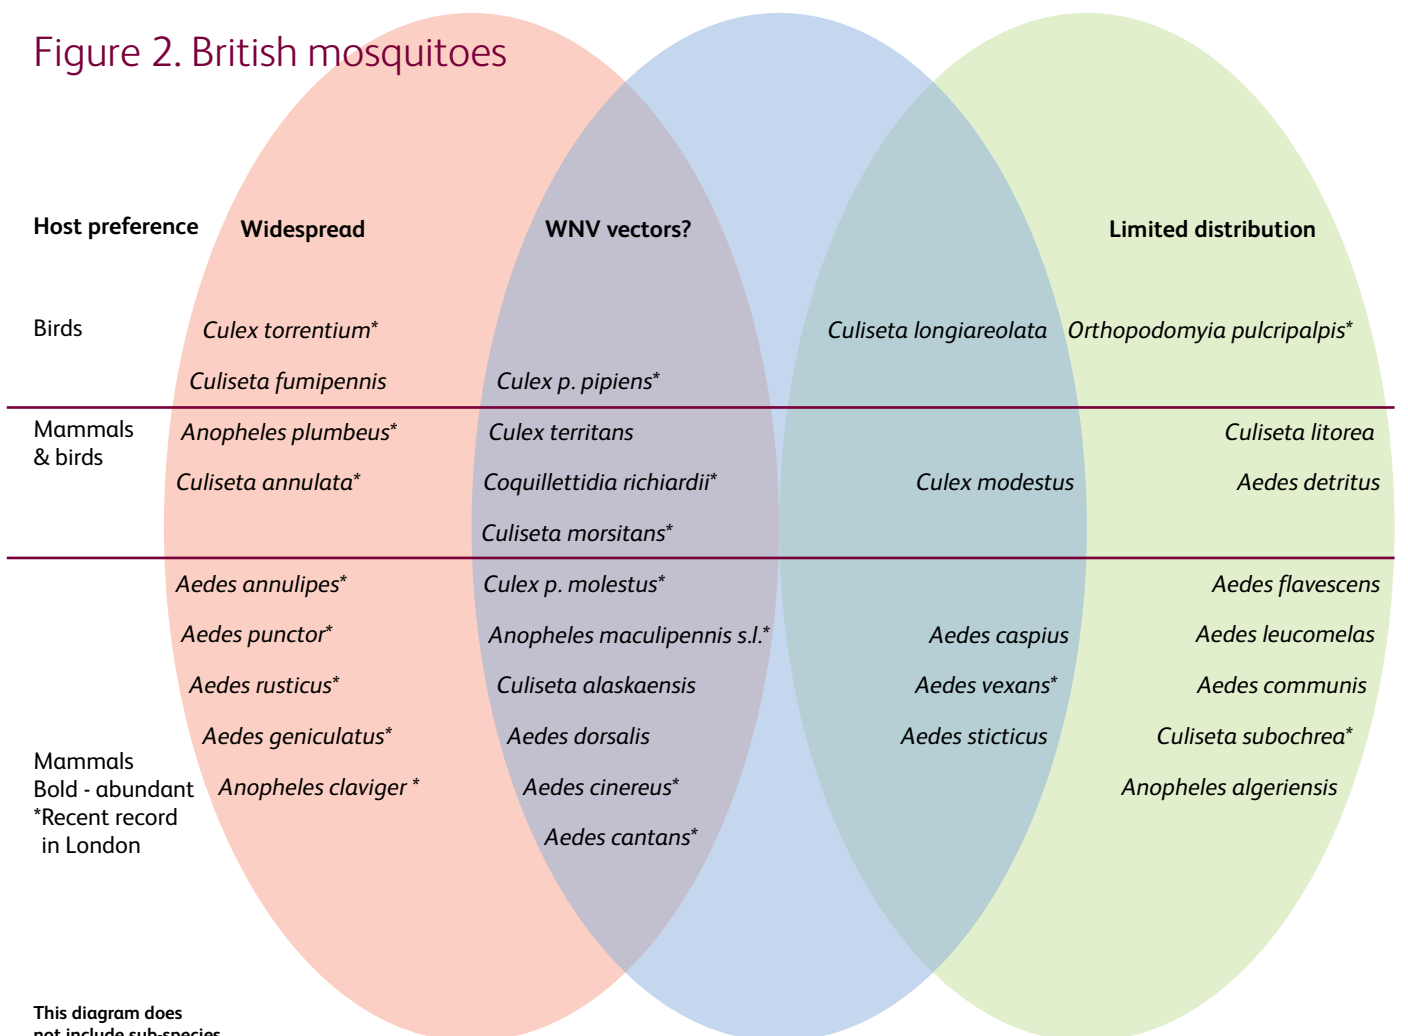 Figure 2. British mosquitoes
Host preference Widespread WNV vectors? Limited distribution
Birds Culex torrentium* Culiseta longiareolata Orthopodomyia pulcripalpis*
Culiseta fumipennis Culex p. pipiens*
Mammals Anopheles plumbeus* Culex territans Culiseta litorea
& birds
Culiseta annulata* Coquillettidia richiardii* Culex modestus Aedes detritus
Culiseta morsitans*
Aedes annulipes* Culex p. molestus* Aedes flavescens
Aedes punctor* Anopheles maculipennis s.l.* Aedes caspius Aedes leucomelas
Aedes rusticus* Culiseta alaskaensis Aedes vexans* Aedes communis
Aedes geniculatus* Aedes dorsalis Aedes sticticus Culiseta subochrea*
Mammals
Bold - abundant Anopheles claviger * Aedes cinereus* Anopheles algeriensis
*Recent record
in London Aedes cantans*
This diagram does
not include sub-species